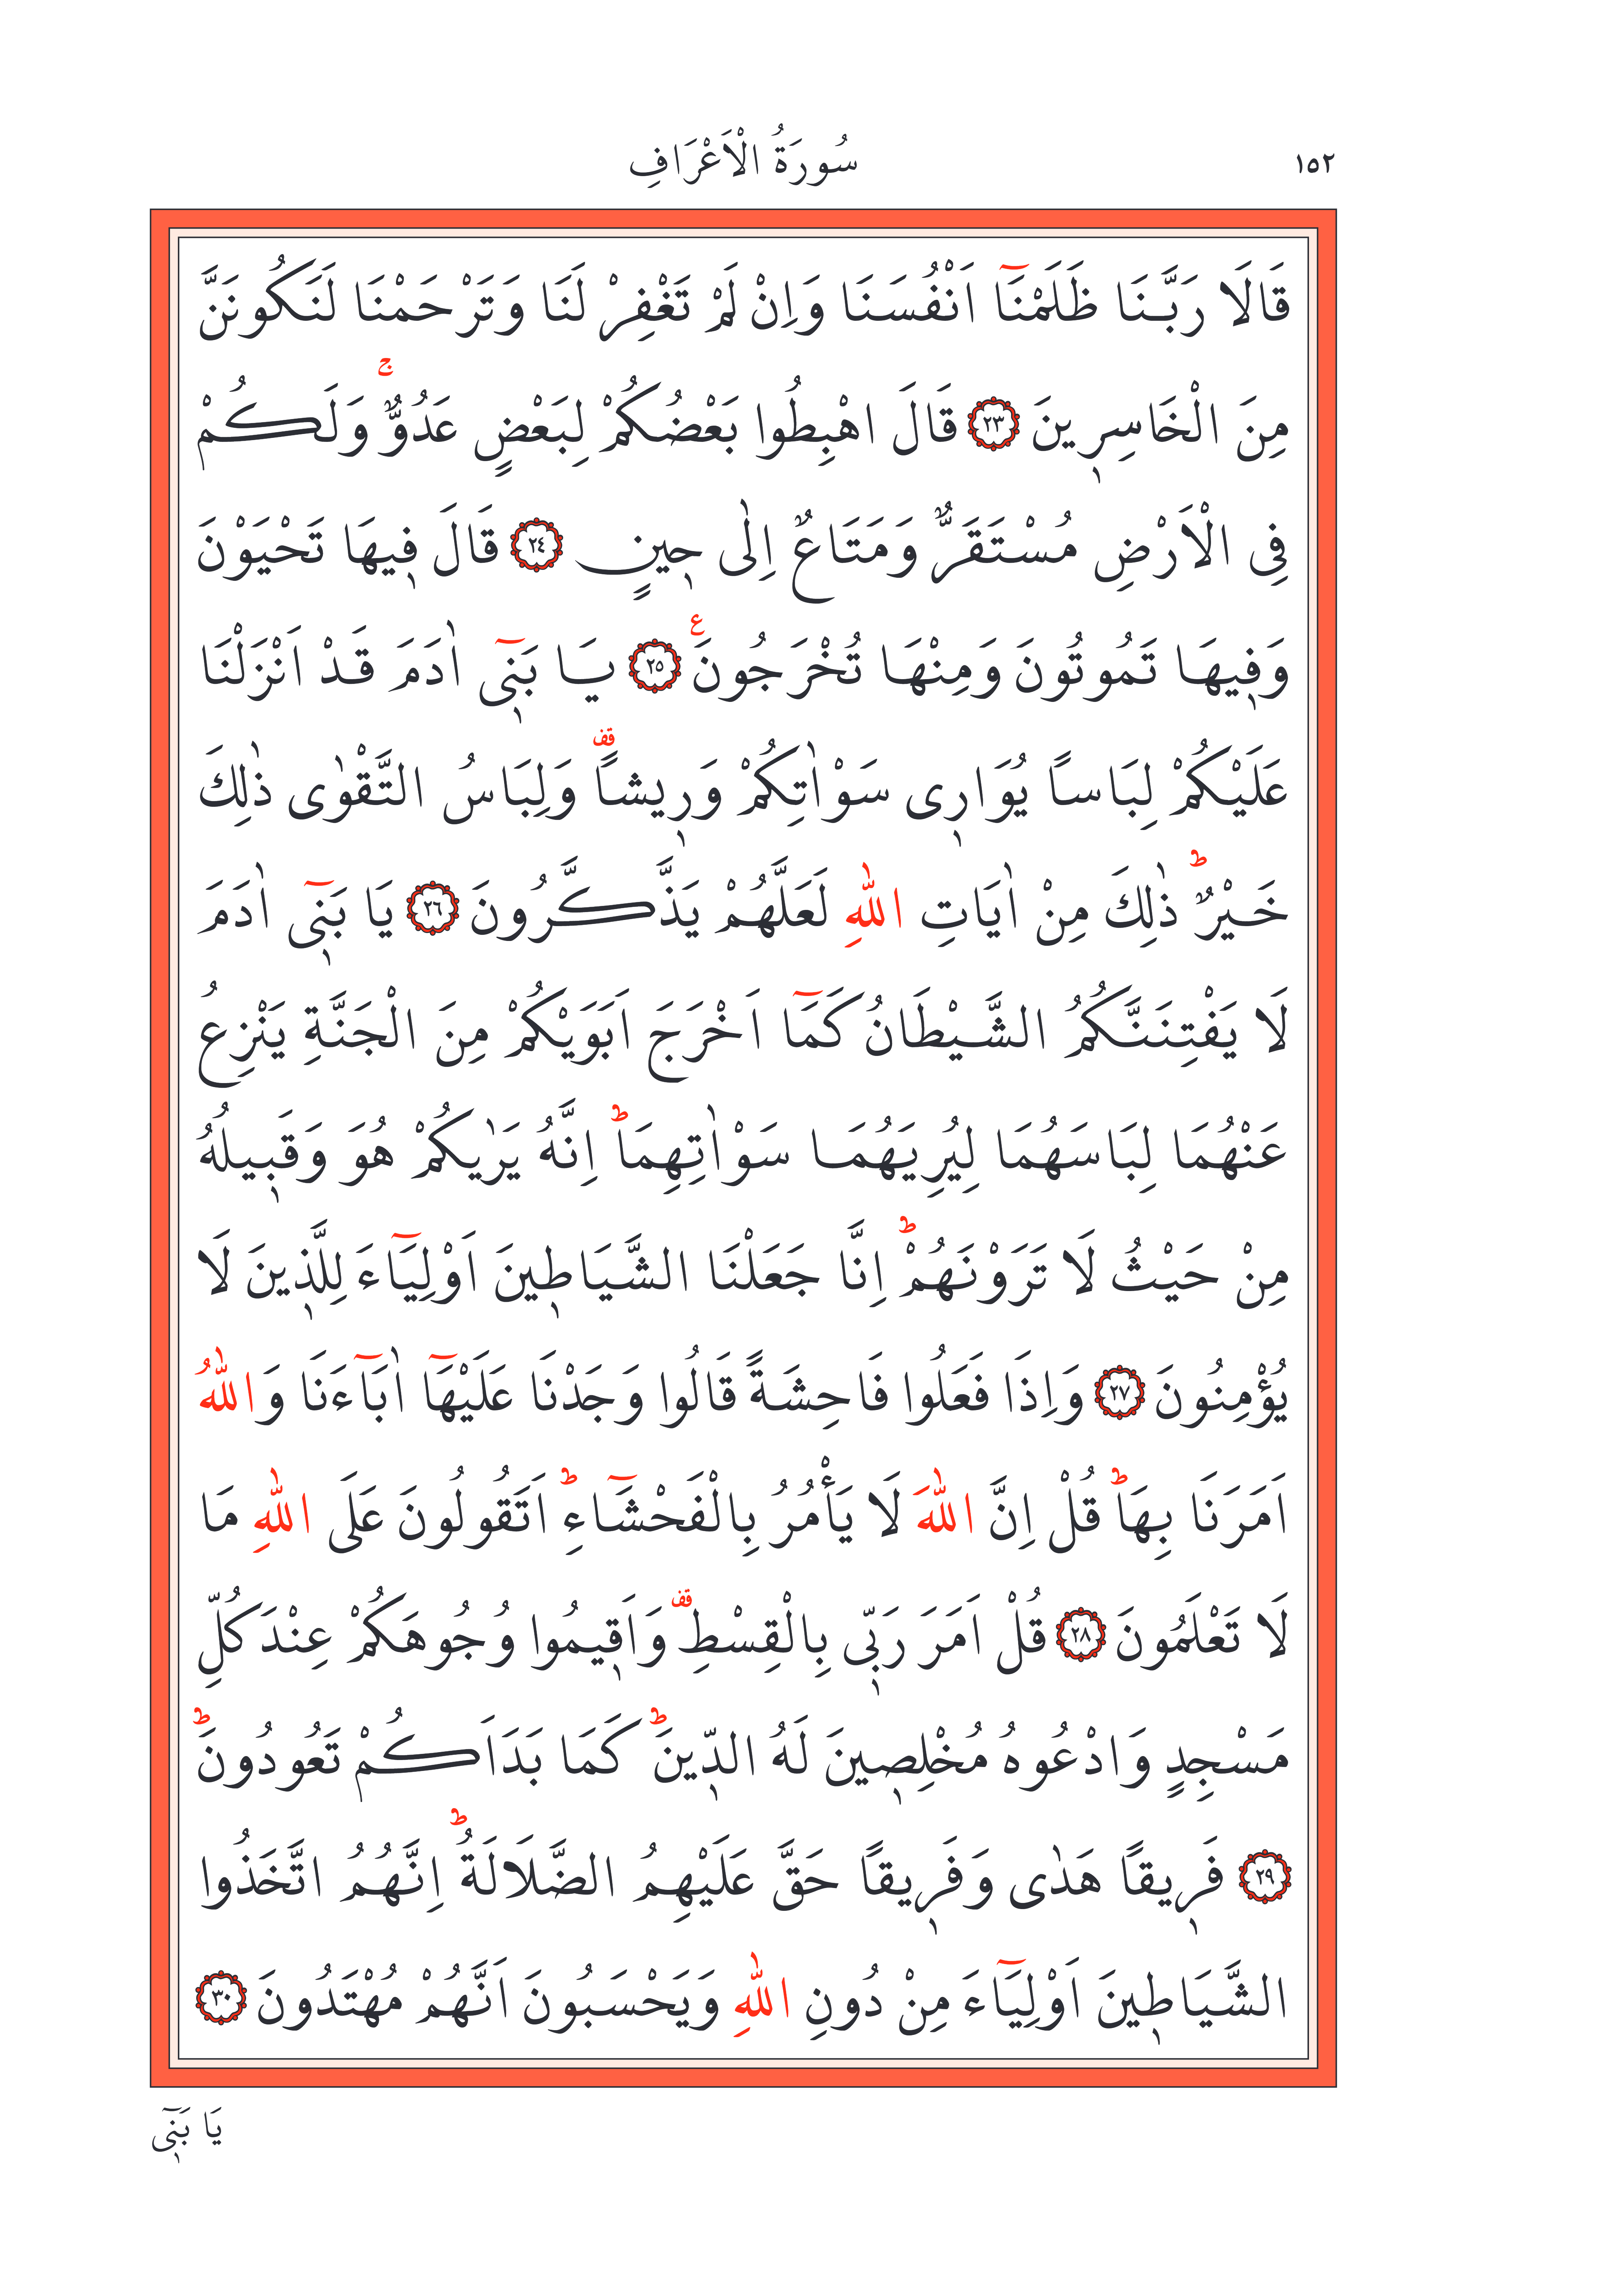 سُورَةُ الْاَعْرَافِ ١٥٢
قَالَا رَبَّنَا ظَلَمْنَٓا اَنْفُسَنَا وَاِنْ لَمْ تَغْفِرْ لَنَا وَتَرْحَمْنَا لَنَكُونَنَّ
مِنَ الْخَاسِر۪ينَ ﴿٢٣﴾ قَالَ اهْبِطُوا بَعْضُكُمْ لِبَعْضٍ عَدُوٌّۚ وَلَكُمْ
فِى الْاَرْضِ مُسْتَقَرٌّ وَمَتَاعٌ اِلٰى ح۪ينٍ ﴿٢٤﴾ قَالَ ف۪يهَا تَحْيَوْنَ
وَف۪يهَا تَمُوتُونَ وَمِنْهَا تُخْرَجُونَ ع ﴿٢٥﴾ يَا بَن۪ٓى اٰدَمَ قَدْ اَنْزَلْنَا
عَلَيْكُمْ لِبَاسًا يُوَار۪ى سَوْاٰتِكُمْ وَر۪يشًا قف وَلِبَاسُ التَّقْوٰى ذٰلِكَ
خَيْرٌ ط ذٰلِكَ مِنْ اٰيَاتِ اللّٰهِ لَعَلَّهُمْ يَذَّكَّرُونَ ﴿٢٦﴾ يَا بَن۪ٓى اٰدَمَ
لَا يَفْتِنَنَّكُمُ الشَّيْطَانُ كَمَٓا اَخْرَجَ اَبَوَيْكُمْ مِنَ الْجَنَّةِ يَنْزِعُ
عَنْهُمَا لِبَاسَهُمَا لِيُرِيَهُمَا سَوْاٰتِهِمَا ط اِنَّهُ يَرٰيكُمْ هُوَ وَقَب۪يلُهُ
مِنْ حَيْثُ لَا تَرَوْنَهُمْ ط اِنَّا جَعَلْنَا الشَّيَاط۪ينَ اَوْلِيَٓاءَ لِلَّذ۪ينَ لَا
يُؤْمِنُونَ ﴿٢٧﴾ وَاِذَا فَعَلُوا فَاحِشَةً قَالُوا وَجَدْنَا عَلَيْهَٓا اٰبَٓاءَنَا وَاللّٰهُ
اَمَرَنَا بِهَا ط قُلْ اِنَّ اللّٰهَ لَا يَأْمُرُ بِالْفَحْشَٓاءِ ط اَتَقُولُونَ عَلَى اللّٰهِ مَا
لَا تَعْلَمُونَ ﴿٢٨﴾ قُلْ اَمَرَ رَبّ۪ى بِالْقِسْطِ قف وَاَق۪يمُوا وُجُوهَكُمْ عِنْدَ كُلِّ
مَسْجِدٍ وَادْعُوهُ مُخْلِص۪ينَ لَهُ الدّ۪ينَ ط كَمَا بَدَاَكُمْ تَعُودُونَ ط
﴿٢٩﴾ فَر۪يقًا هَدٰى وَفَر۪يقًا حَقَّ عَلَيْهِمُ الضَّلَالَةُ ط اِنَّهُمُ اتَّخَذُوا
الشَّيَاط۪ينَ اَوْلِيَٓاءَ مِنْ دُونِ اللّٰهِ وَيَحْسَبُونَ اَنَّهُمْ مُهْتَدُونَ ﴿٣٠﴾
يَا بَن۪ٓى